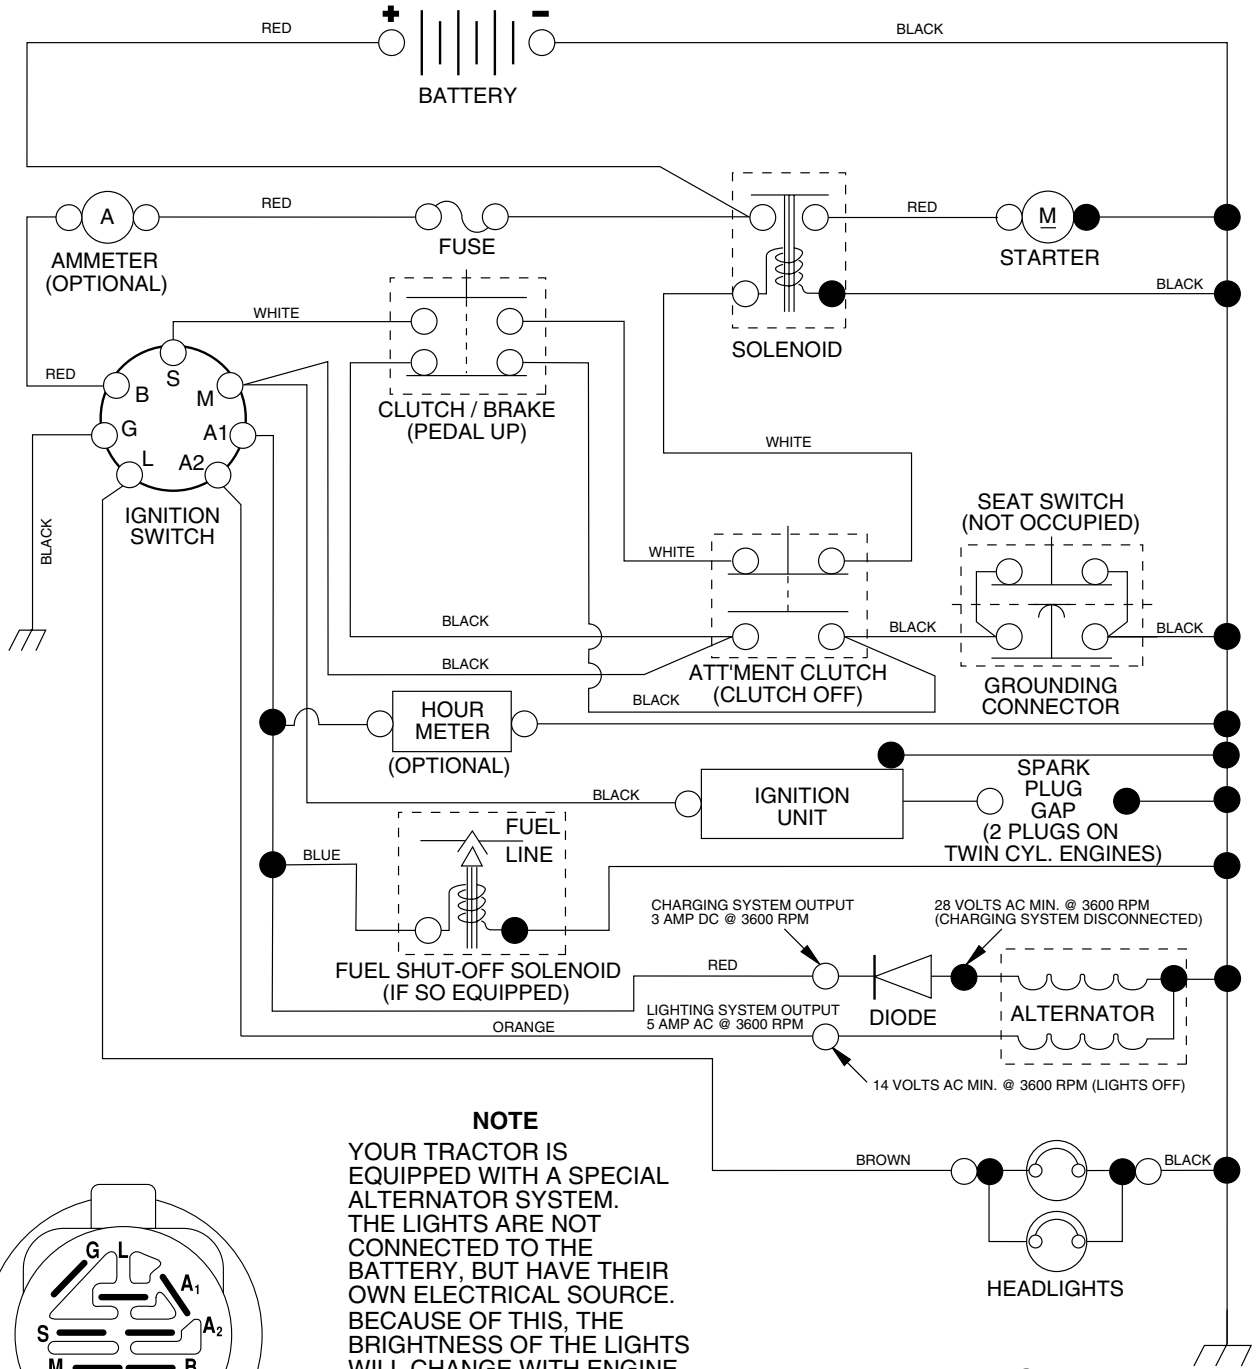 + -
RED
BLACK
BATTERY
A
RED
FUSE
RED
M
STARTER
AMMETER
(OPTIONAL)
WHITE
BLACK
SOLENOID
RED
S
B
M
G
A1
L
A2
CLUTCH / BRAKE
(PEDAL UP)
WHITE
IGNITION
SWITCH
BLACK
SEAT SWITCH
(NOT OCCUPIED)
WHITE
BLACK
BLACK
BLACK
BLACK
ATT'MENT CLUTCH
(CLUTCH OFF)
BLACK
GROUNDING
CONNECTOR
HOUR
METER
(OPTIONAL)
BLACK
IGNITION
UNIT
SPARK
PLUG
GAP
(2 PLUGS ON
TWIN CYL. ENGINES)
FUEL
LINE
BLUE
FUEL SHUT-OFF SOLENOID
(IF SO EQUIPPED)
CHARGING SYSTEM OUTPUT
3 AMP DC @ 3600 RPM
28 VOLTS AC MIN. @ 3600 RPM
(CHARGING SYSTEM DISCONNECTED)
RED
LIGHTING SYSTEM OUTPUT
5 AMP AC @ 3600 RPM
DIODE
ALTERNATOR
ORANGE
14 VOLTS AC MIN. @ 3600 RPM (LIGHTS OFF)
NOTE
YOUR TRACTOR IS
EQUIPPED WITH A SPECIAL
ALTERNATOR SYSTEM.
THE LIGHTS ARE NOT
CONNECTED TO THE
BATTERY, BUT HAVE THEIR
OWN ELECTRICAL SOURCE.
BECAUSE OF THIS, THE
BRIGHTNESS OF THE LIGHTS
WILL CHANGE WITH ENGINE
BROWN
BLACK
HEADLIGHTS
G L
A1
A2
S
M
B